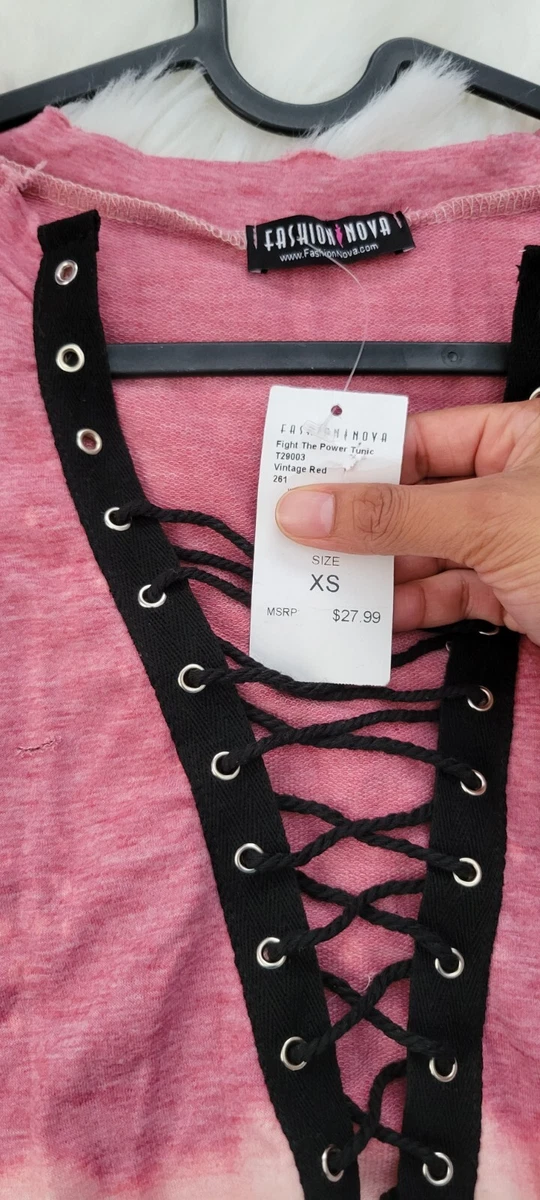 FASHION NOVA
www.FashionNova.com
FASHION NOVA
Fight The Power Tunic
T29003
Vintage Red
261
SIZE
XS
MSRP $27.99